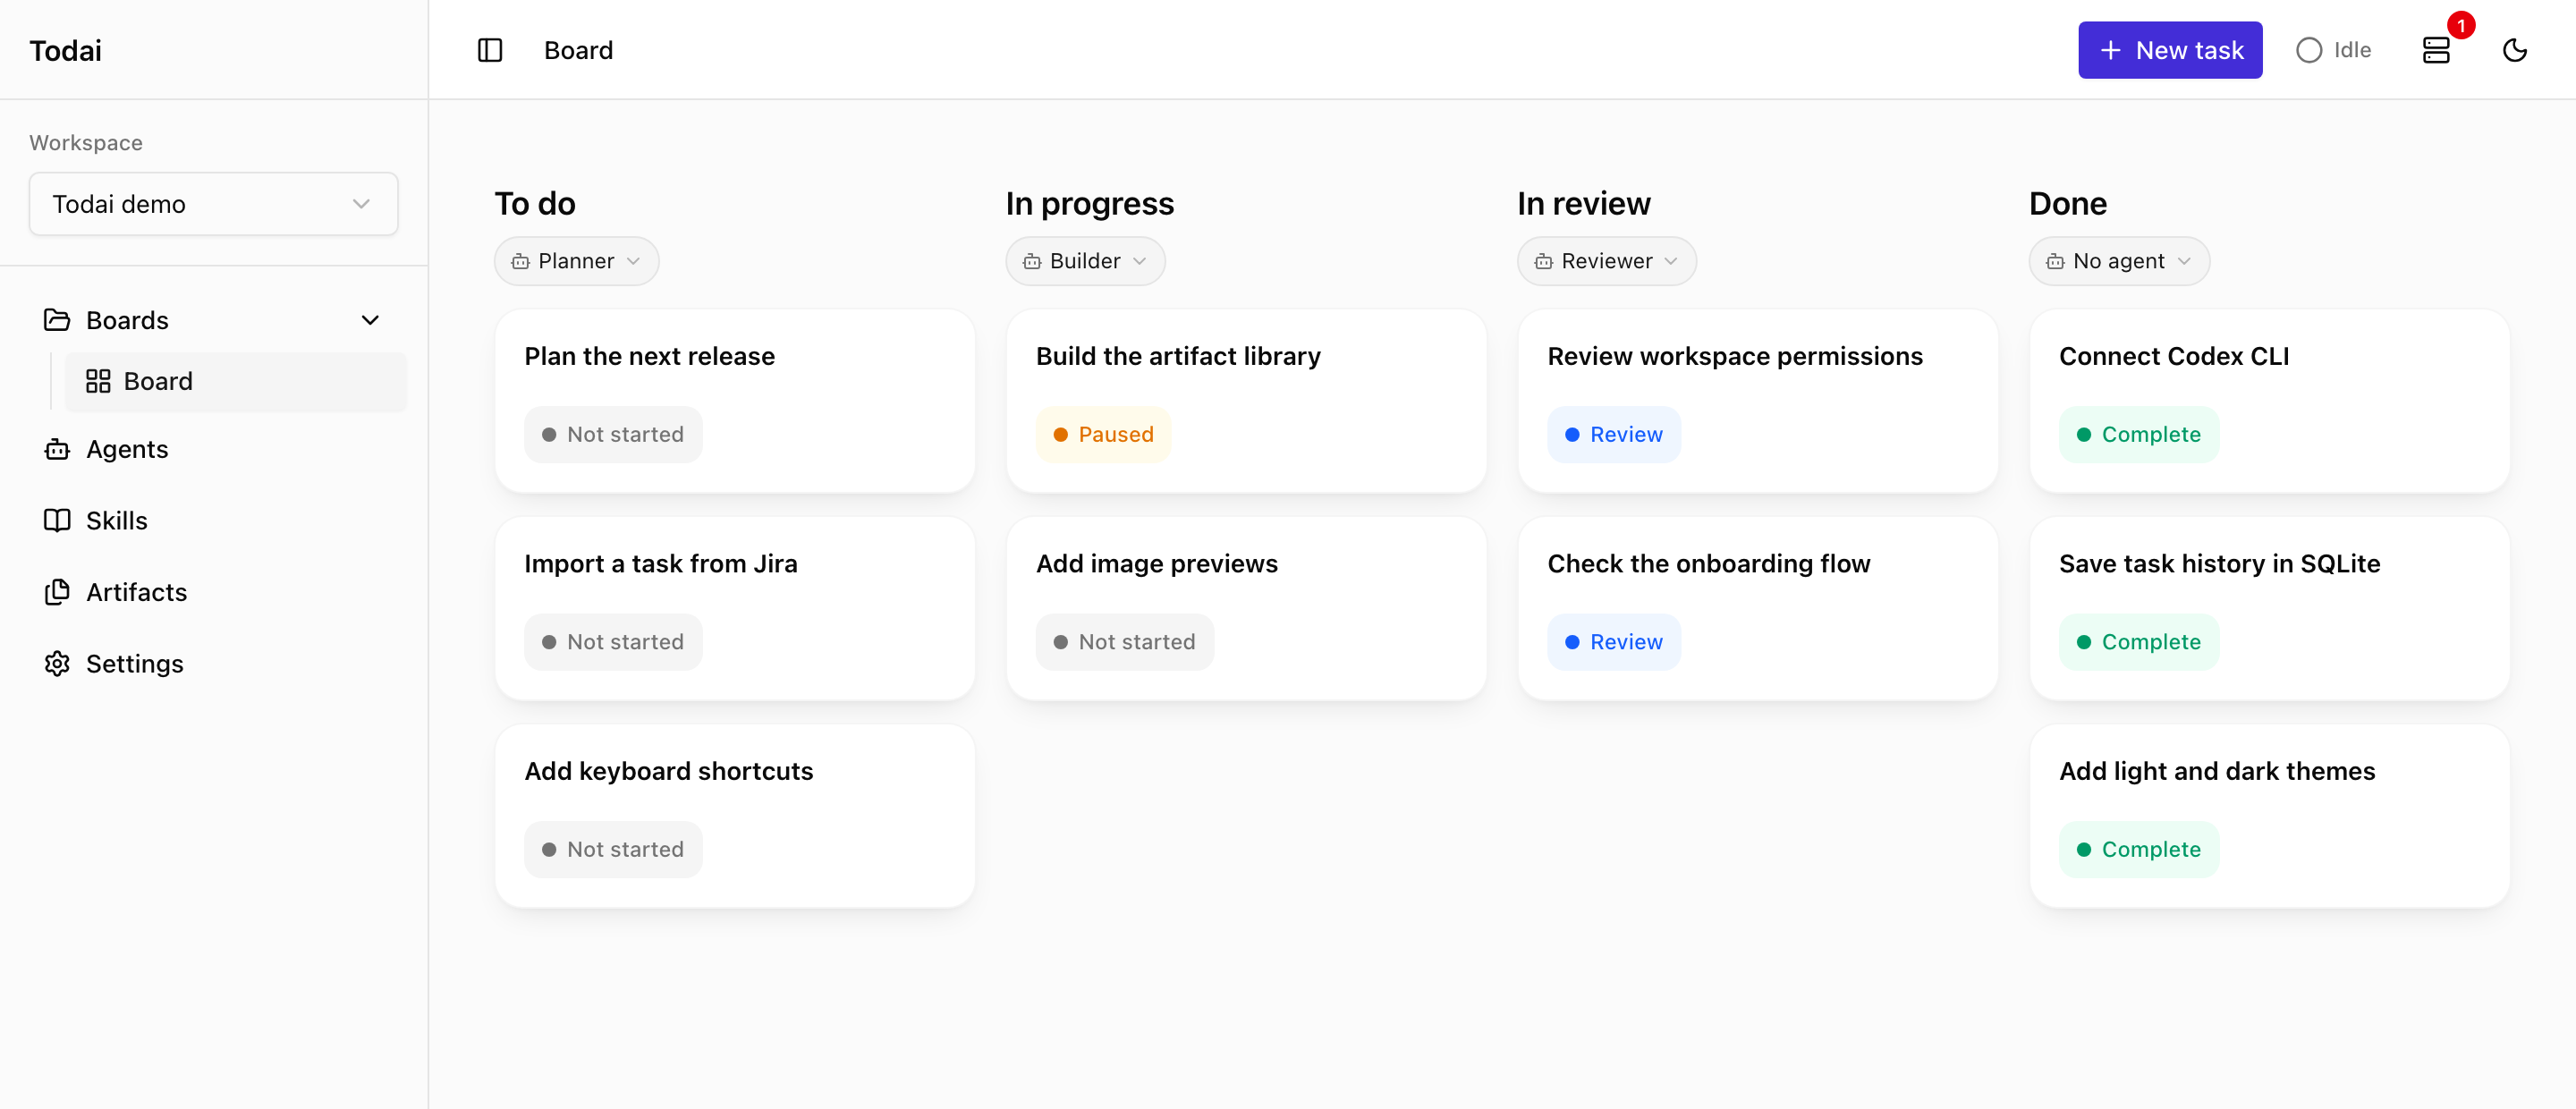 Todai
Board
New task
Idle
1
Workspace
Todai demo
Boards
Board
Agents
Skills
Artifacts
Settings
To do
Planner
Plan the next release
Not started
Import a task from Jira
Not started
Add keyboard shortcuts
Not started
In progress
Builder
Build the artifact library
Paused
Add image previews
Not started
In review
Reviewer
Review workspace permissions
Review
Check the onboarding flow
Review
Done
No agent
Connect Codex CLI
Complete
Save task history in SQLite
Complete
Add light and dark themes
Complete